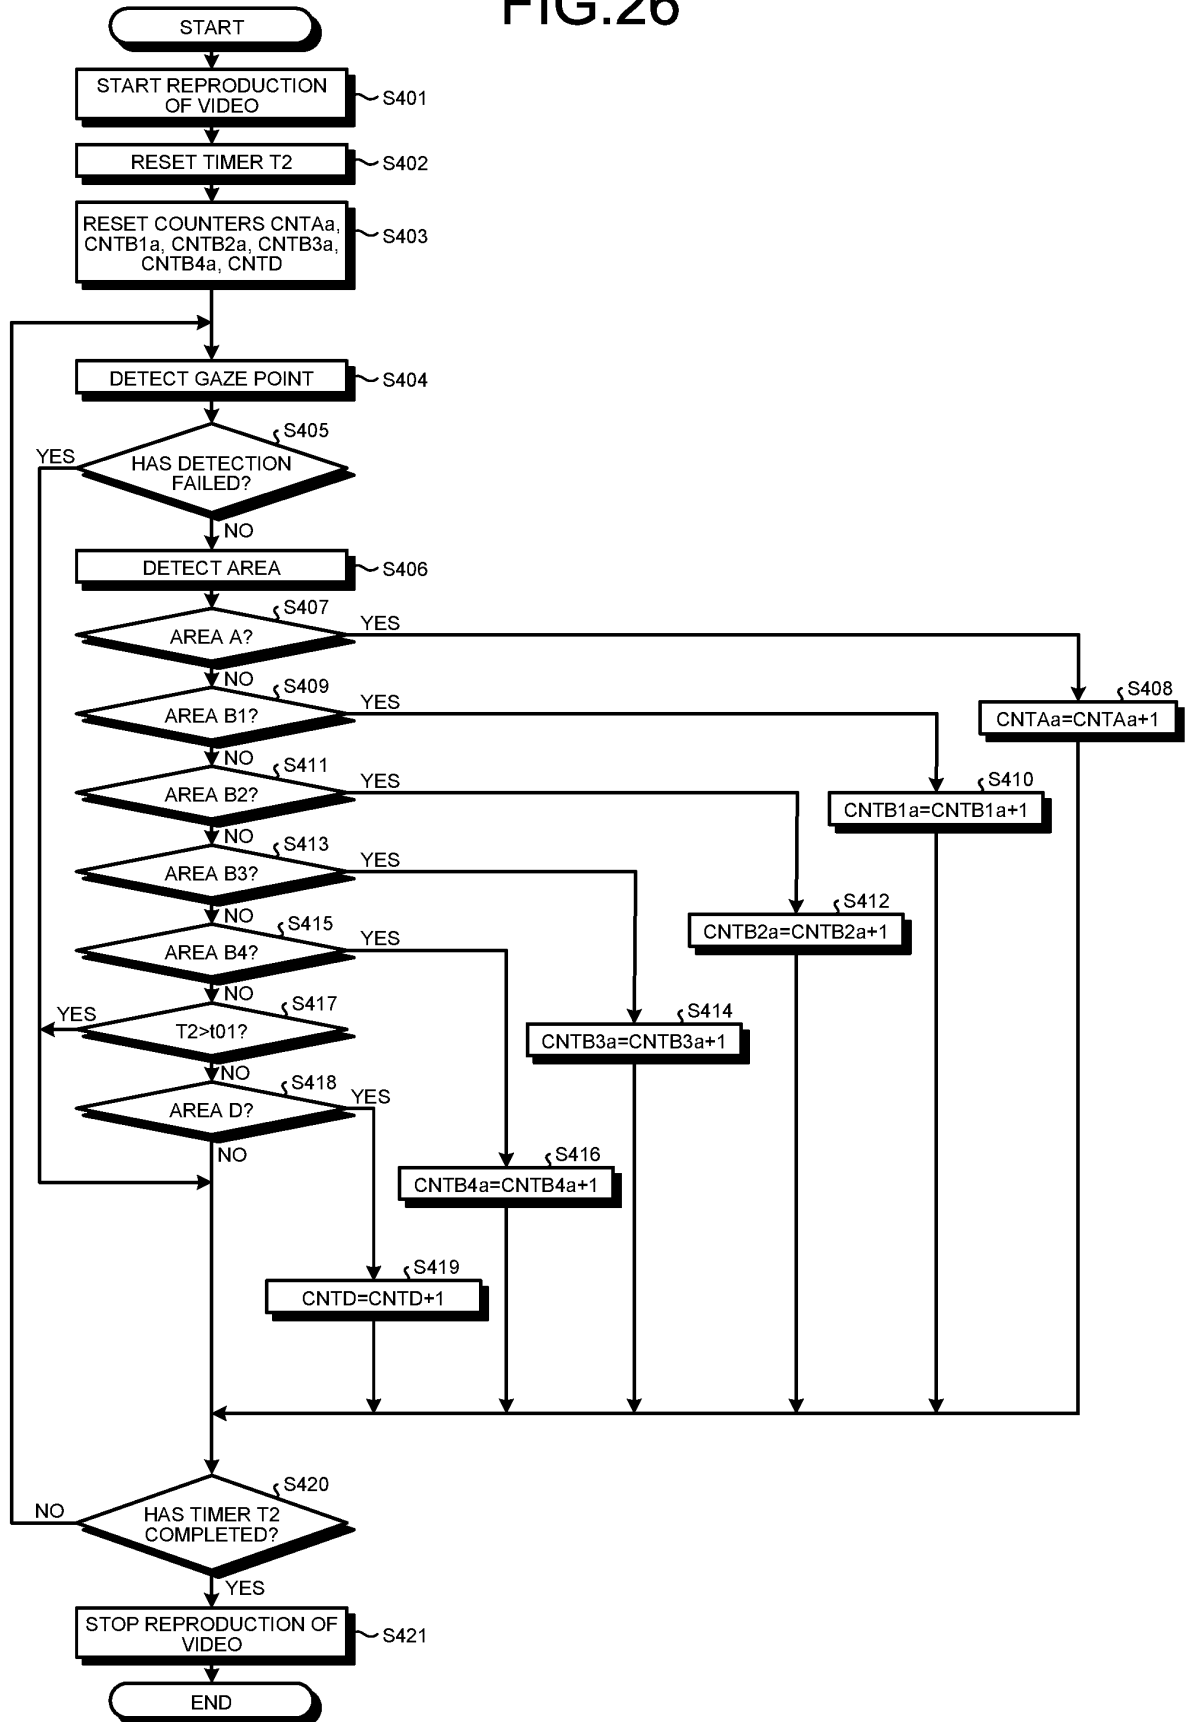 FIG.26
START
START REPRODUCTION
OF VIDEO
S401
RESET TIMER T2
S402
RESET COUNTERS CNTAa,
CNTB1a, CNTB2a, CNTB3a,
CNTB4a, CNTD
S403
DETECT GAZE POINT
S404
S405
YES
HAS DETECTION
FAILED?
NO
DETECT AREA
S406
S407
YES
AREA A?
NO
S408
CNTAa=CNTAa+1
S409
YES
AREA B1?
NO
S410
CNTB1a=CNTB1a+1
S411
YES
AREA B2?
NO
S412
CNTB2a=CNTB2a+1
S413
YES
AREA B3?
NO
S414
CNTB3a=CNTB3a+1
S415
YES
AREA B4?
NO
S416
CNTB4a=CNTB4a+1
S417
YES
T2>t01?
NO
S418
YES
AREA D?
NO
S419
CNTD=CNTD+1
S420
NO
HAS TIMER T2
COMPLETED?
YES
STOP REPRODUCTION OF
VIDEO
S421
END